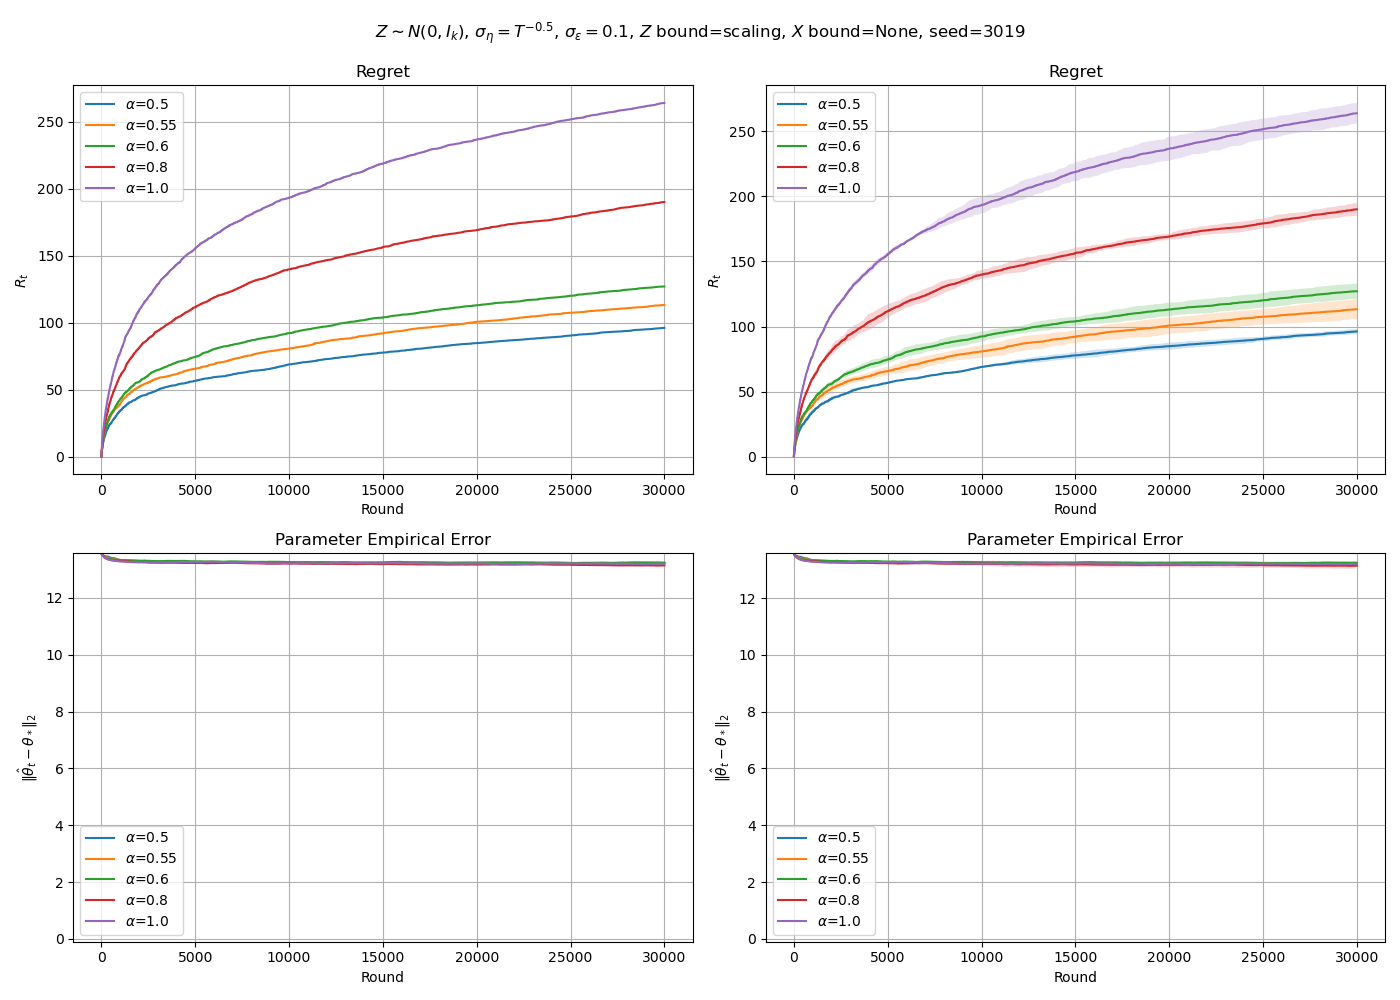 Z ~ N(0, I_k), σ_η = T^{-0.5}, σ_ε = 0.1, Z bound=scaling, X bound=None, seed=3019
Regret
R_t
250
200
150
100
50
0
α=0.5
α=0.55
α=0.6
α=0.8
α=1.0
0 5000 10000 15000 20000 25000 30000
Round
Regret
R_t
250
200
150
100
50
0
α=0.5
α=0.55
α=0.6
α=0.8
α=1.0
0 5000 10000 15000 20000 25000 30000
Round
Parameter Empirical Error
‖θ̂_t − θ_*‖_2
12
10
8
6
4
2
0
α=0.5
α=0.55
α=0.6
α=0.8
α=1.0
0 5000 10000 15000 20000 25000 30000
Round
Parameter Empirical Error
‖θ̂_t − θ_*‖_2
12
10
8
6
4
2
0
α=0.5
α=0.55
α=0.6
α=0.8
α=1.0
0 5000 10000 15000 20000 25000 30000
Round